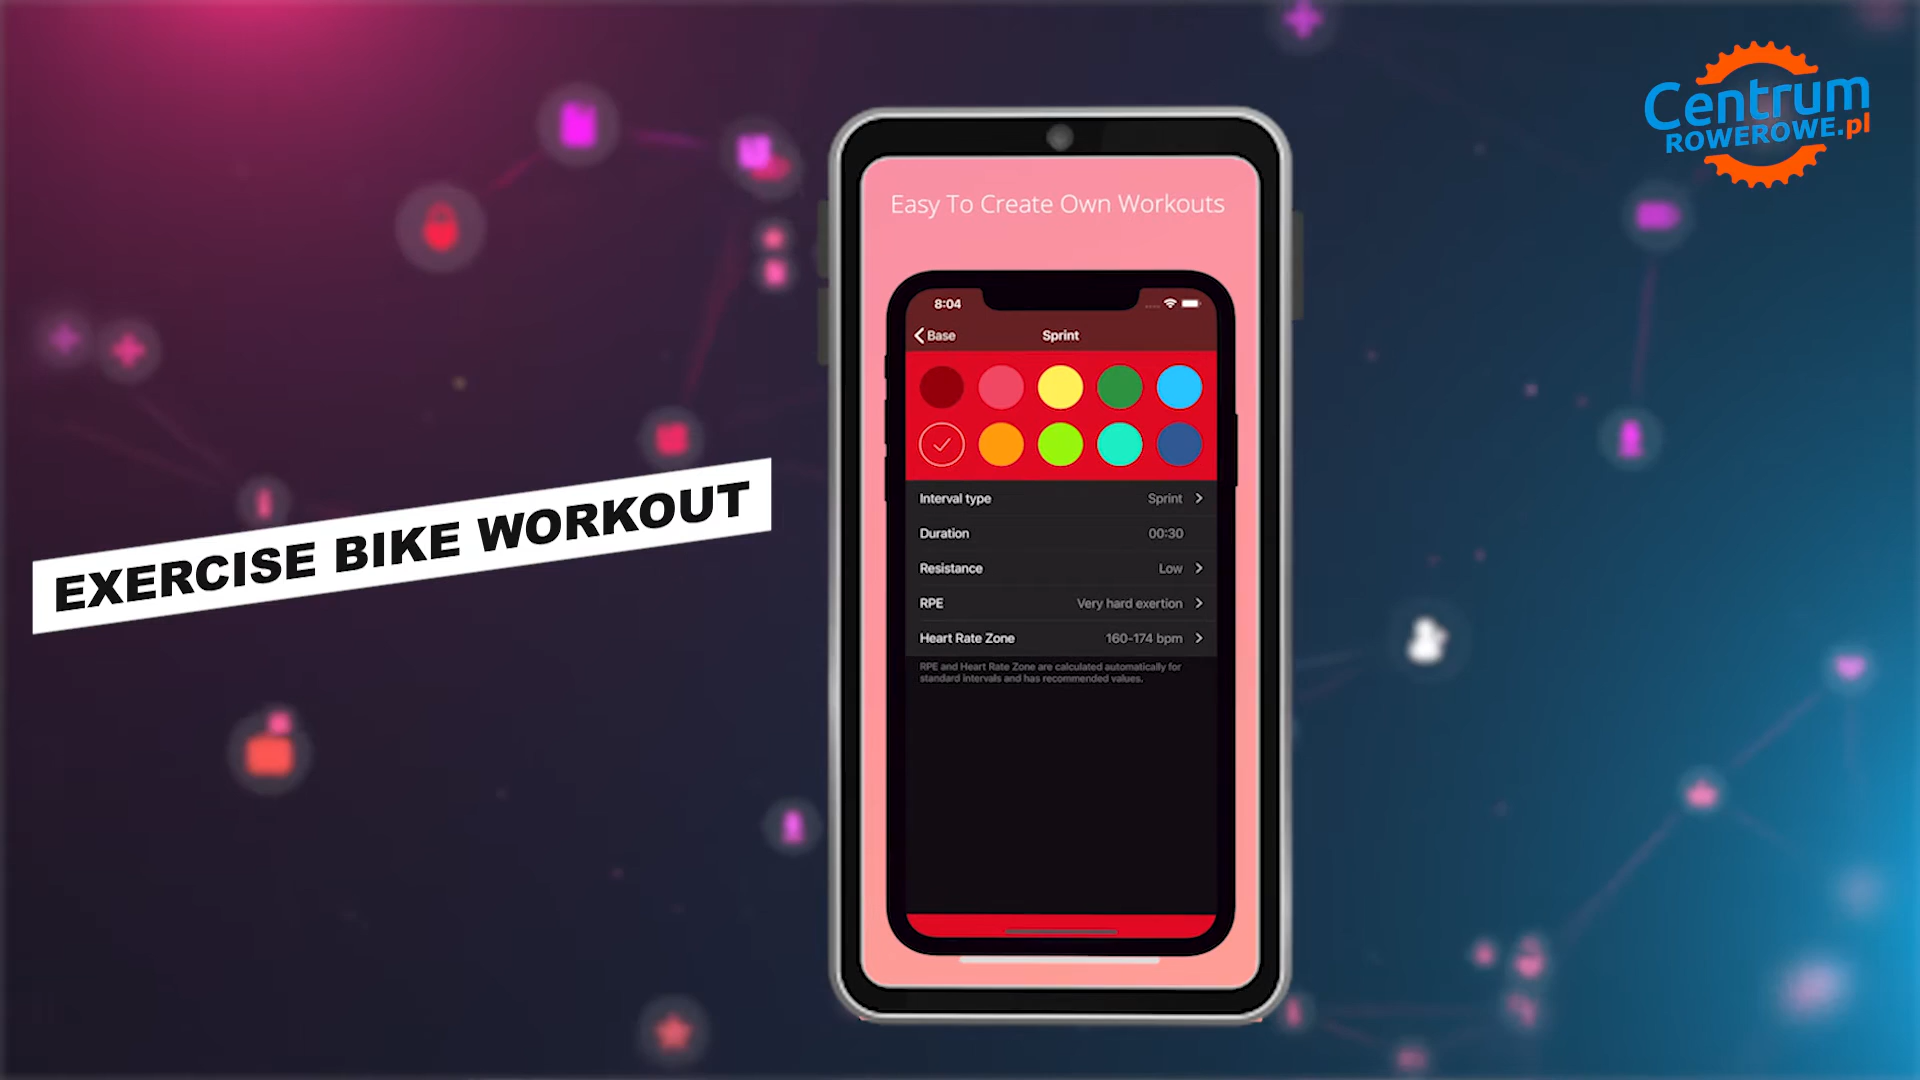 Centrum
ROWEROWE.pl
EXERCISE BIKE WORKOUT
Easy To Create Own Workouts
8:04
Base
Sprint
Interval type Sprint
Duration 00:30
Resistance Low
RPE Very hard exertion
Heart Rate Zone 160-174 bpm
RPE and Heart Rate Zone are calculated automatically for
standard intervals and has recommended values.